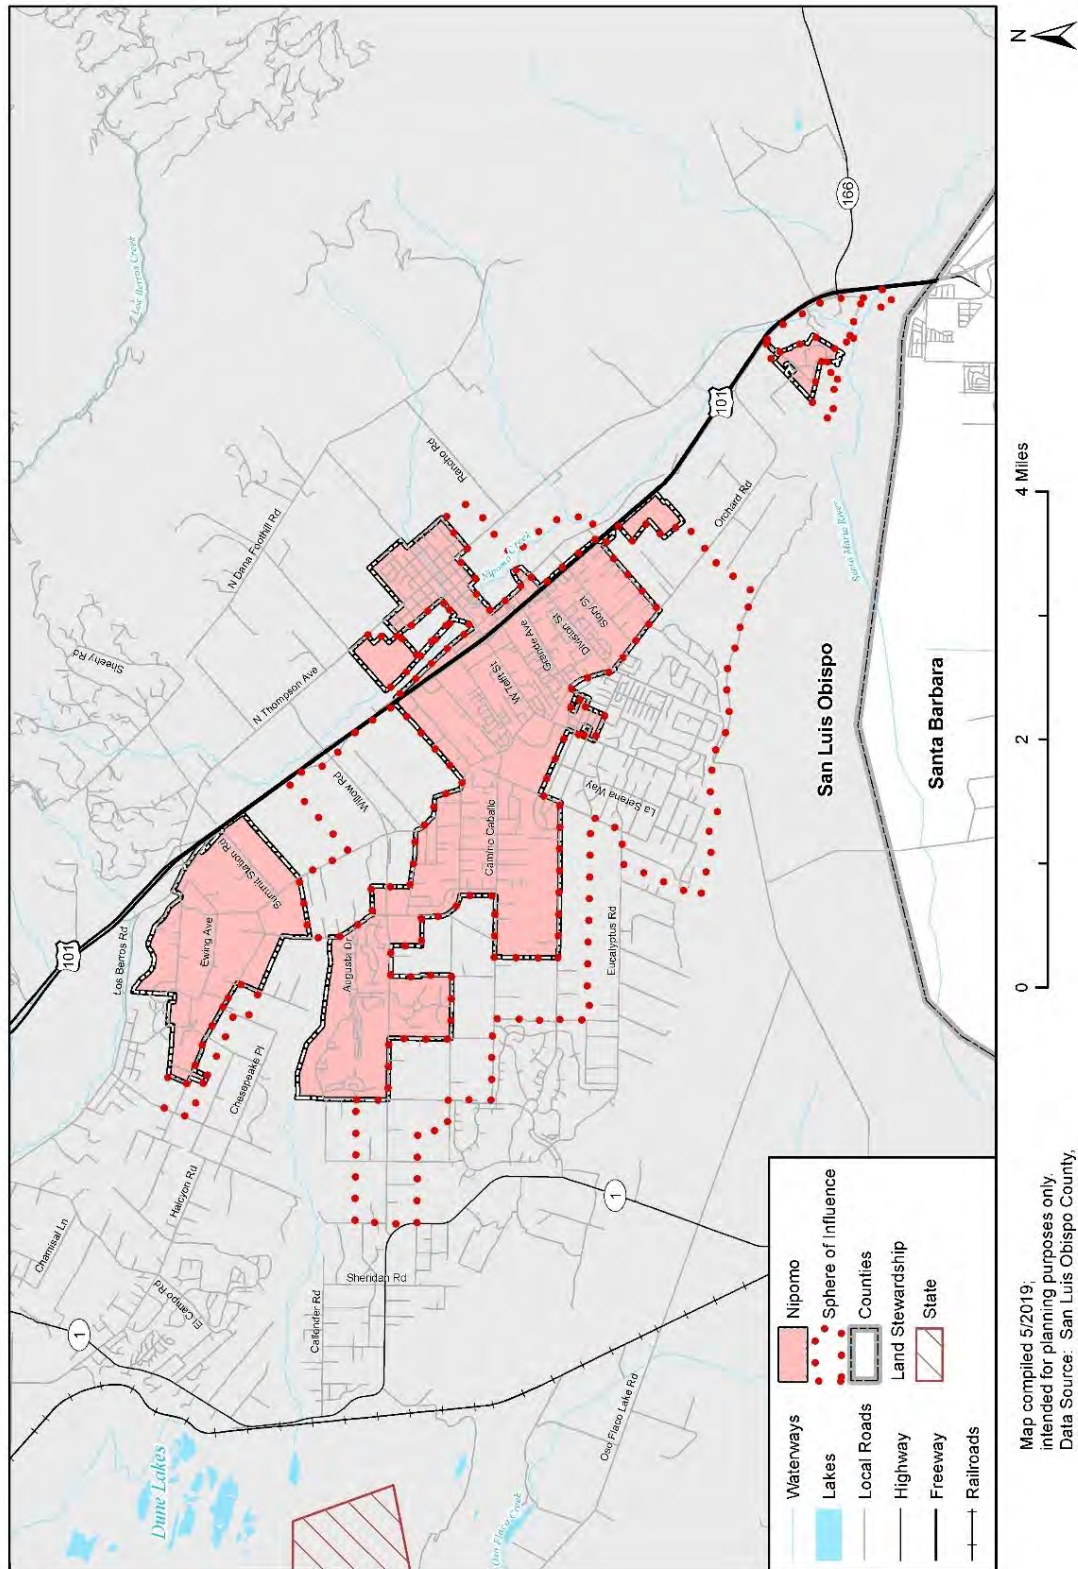 N
Los Berros Creek
166
101
N Dana Foothill Rd
Rancho Rd
Sheehy Rd
N Thompson Ave
Nipomo Creek
Orchard Rd
Santa Maria River
W Tefft St
Grande Ave
Division St
Story St
Willow Rd
La Serena Way
Camino Caballo
Summit Station Rd
Ewing Ave
Los Berros Rd
101
Augusta Dr
Eucalyptus Rd
Chesapeake Pl
Halcyon Rd
Chamisal Ln
El Campo Rd
1
Callender Rd
Sheridan Rd
1
Oso Flaco Lake Rd
Oso Flaco Creek
Dune Lakes
San Luis Obispo
Santa Barbara
0 2 4 Miles
Waterways
Lakes
Local Roads
Highway
Freeway
Railroads
Nipomo
Sphere of Influence
Counties
Land Stewardship
State
Map compiled 5/2019;
intended for planning purposes only.
Data Source: San Luis Obispo County,